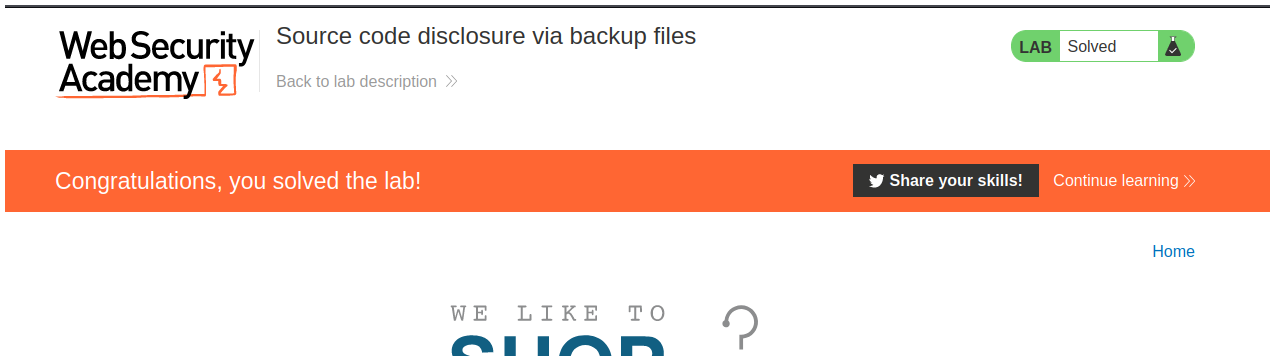 Web Security
Academy
Source code disclosure via backup files
Back to lab description
LAB Solved
Congratulations, you solved the lab!
Share your skills!
Continue learning
Home
WE LIKE TO
SHOP
?